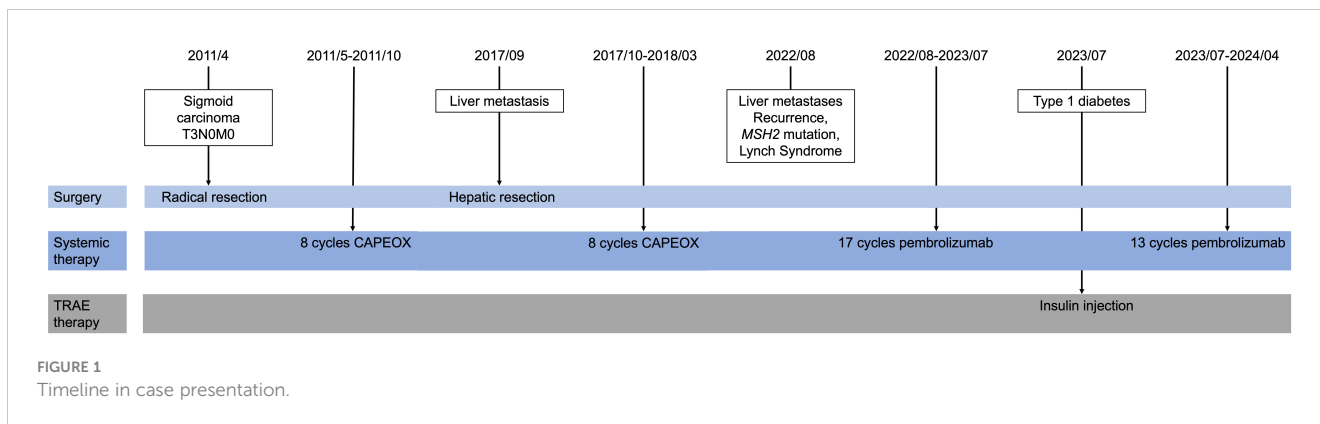 2011/4
2011/5-2011/10
2017/09
2017/10-2018/03
2022/08
2022/08-2023/07
2023/07
2023/07-2024/04
Sigmoid
carcinoma
T3N0M0
Liver metastasis
Liver metastases
Recurrence,
MSH2 mutation,
Lynch Syndrome
Type 1 diabetes
Surgery
Radical resection
Hepatic resection
Systemic
therapy
8 cycles CAPEOX
8 cycles CAPEOX
17 cycles pembrolizumab
13 cycles pembrolizumab
TRAE
therapy
Insulin injection
FIGURE 1
Timeline in case presentation.